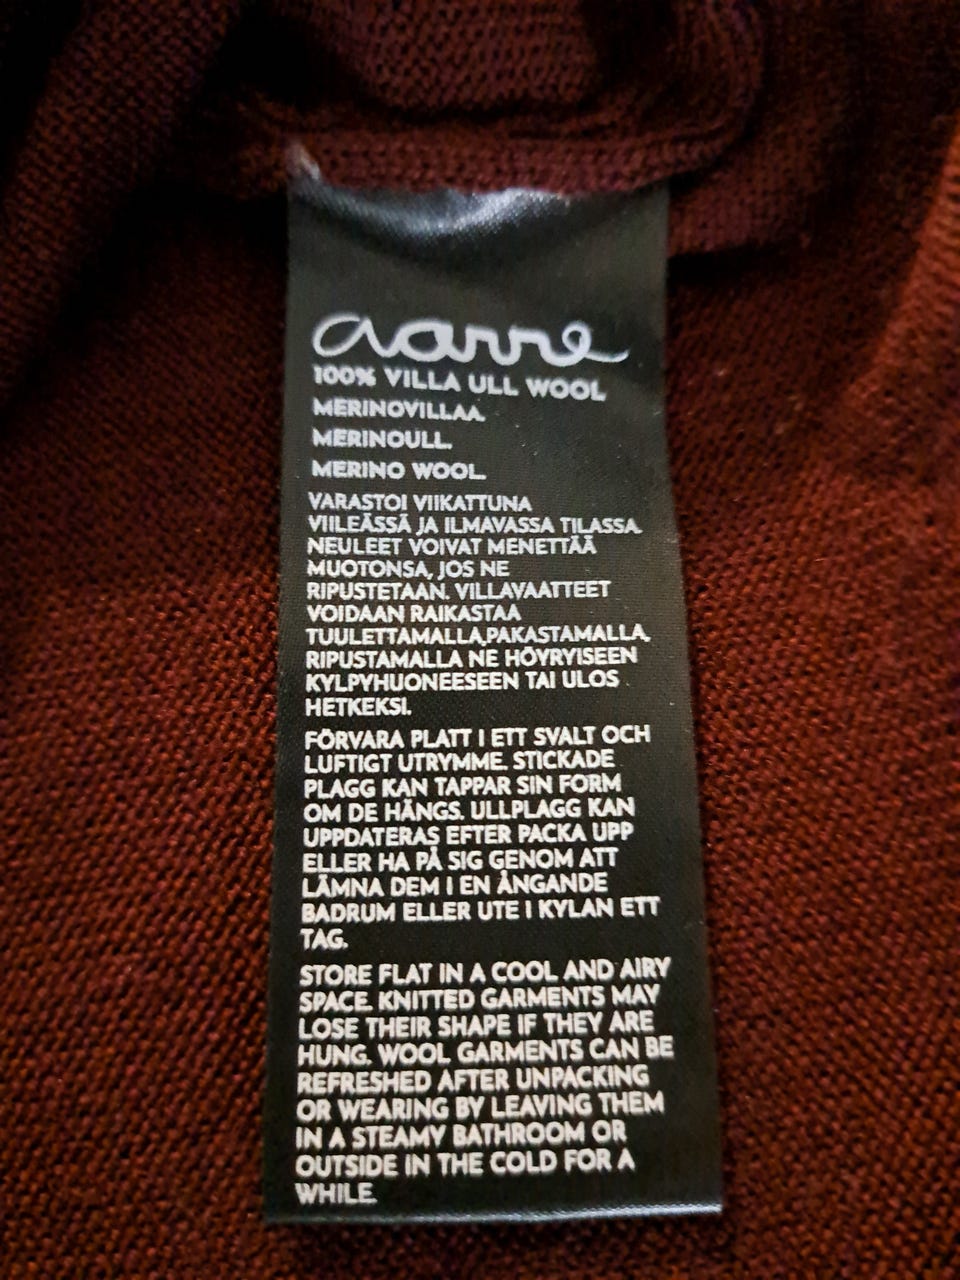 aarre
100% VILLA ULL WOOL
MERINOVILLAA.
MERINOULL.
MERINO WOOL.
VARASTOI VIIKATTUNA
VIILEÄSSÄ JA ILMAVASSA TILASSA.
NEULEET VOIVAT MENETTÄÄ
MUOTONSA, JOS NE
RIPUSTETAAN. VILLAVAATTEET
VOIDAAN RAIKASTAA
TUULETTAMALLA,PAKASTAMALLA,
RIPUSTAMALLA NE HÖYRYISEEN
KYLPYHUONEESEEN TAI ULOS
HETKEKSI.
FÖRVARA PLATT I ETT SVALT OCH
LUFTIGT UTRYMME. STICKADE
PLAGG KAN TAPPAR SIN FORM
OM DE HÄNGS. ULLPLAGG KAN
UPPDATERAS EFTER PACKA UPP
ELLER HA PÅ SIG GENOM ATT
LÄMNA DEM I EN ÅNGANDE
BADRUM ELLER UTE I KYLAN ETT
TAG.
STORE FLAT IN A COOL AND AIRY
SPACE. KNITTED GARMENTS MAY
LOSE THEIR SHAPE IF THEY ARE
HUNG. WOOL GARMENTS CAN BE
REFRESHED AFTER UNPACKING
OR WEARING BY LEAVING THEM
IN A STEAMY BATHROOM OR
OUTSIDE IN THE COLD FOR A
WHILE.